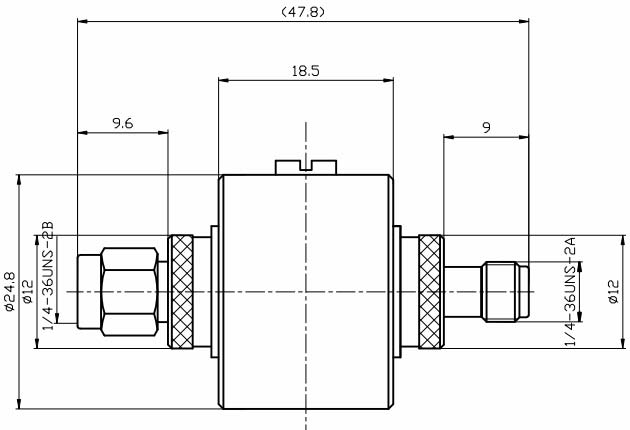 (47.8)
18.5
9.6
9
ø24.8
ø12
1/4-36UNS-2B
1/4-36UNS-2A
ø12